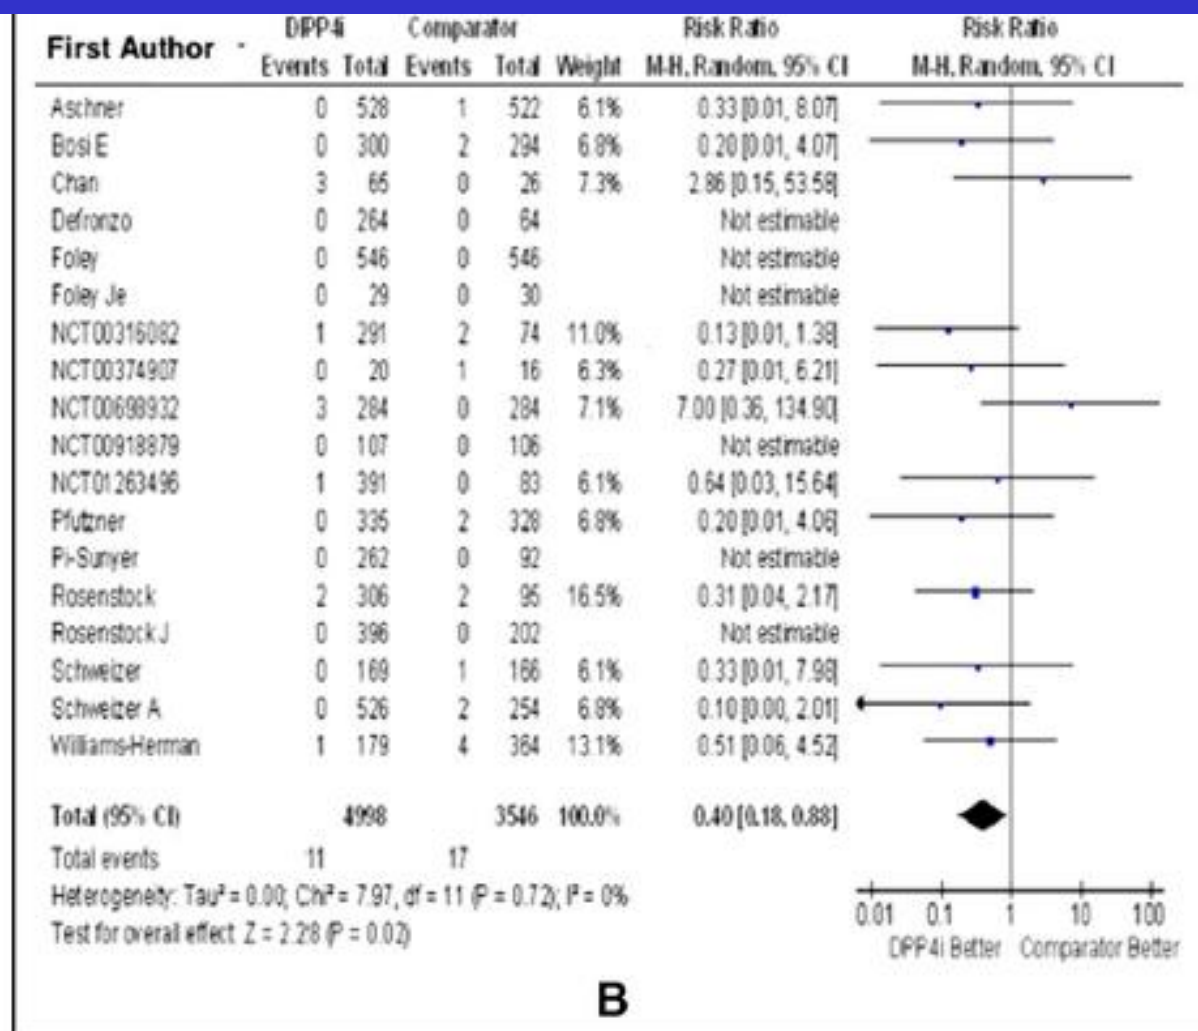 DPP4i Comparator Risk Ratio Risk Ratio
First Author Events Total Events Total Weight M-H, Random, 95% CI M-H, Random, 95% CI
Aschner 0 528 1 522 6.1% 0.33 [0.01, 8.07]
Bosi E 0 300 2 294 6.8% 0.20 [0.01, 4.07]
Chan 3 65 0 26 7.3% 2.86 [0.15, 53.58]
Defronzo 0 264 0 64 Not estimable
Foley 0 546 0 546 Not estimable
Foley Je 0 29 0 30 Not estimable
NCT00316082 1 291 2 74 11.0% 0.13 [0.01, 1.38]
NCT00374907 0 20 1 16 6.3% 0.27 [0.01, 6.21]
NCT00698932 3 284 0 284 7.1% 7.00 [0.36, 134.90]
NCT00918879 0 107 0 106 Not estimable
NCT01263496 1 391 0 83 6.1% 0.64 [0.03, 15.64]
Pfutzner 0 335 2 328 6.8% 0.20 [0.01, 4.06]
Pi-Sunyer 0 262 0 92 Not estimable
Rosenstock 2 306 2 95 16.5% 0.31 [0.04, 2.17]
Rosenstock J 0 396 0 202 Not estimable
Schweizer 0 169 1 166 6.1% 0.33 [0.01, 7.98]
Schweizer A 0 526 2 254 6.8% 0.10 [0.00, 2.01]
Williams-Herman 1 179 4 364 13.1% 0.51 [0.06, 4.52]
Total (95% CI) 4998 3546 100.0% 0.40 [0.18, 0.88]
Total events 11 17
Heterogeneity: Tau² = 0.00; Chi² = 7.97, df = 11 (P = 0.72); I² = 0%
Test for overall effect: Z = 2.28 (P = 0.02)
0.01 0.1 1 10 100
DPP4i Better Comparator Better
B